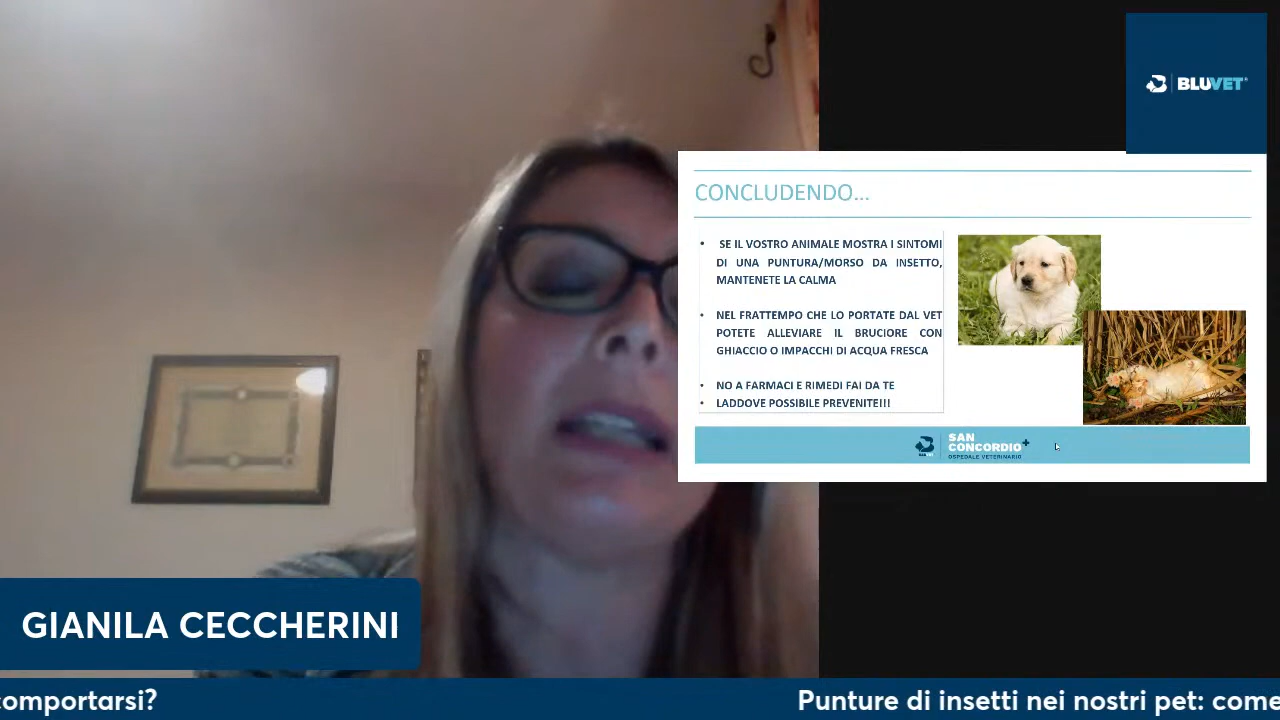 BLUVET
CONCLUDENDO...
• SE IL VOSTRO ANIMALE MOSTRA I SINTOMI
DI UNA PUNTURA/MORSO DA INSETTO,
MANTENETE LA CALMA
• NEL FRATTEMPO CHE LO PORTATE DAL VET
POTETE ALLEVIARE IL BRUCIORE CON
GHIACCIO O IMPACCHI DI ACQUA FRESCA
• NO A FARMACI E RIMEDI FAI DA TE
• LADDOVE POSSIBILE PREVENITE!!!
SAN
CONCORDIO+
OSPEDALE VETERINARIO
GIANILA CECCHERINI
comportarsi? Punture di insetti nei nostri pet: come